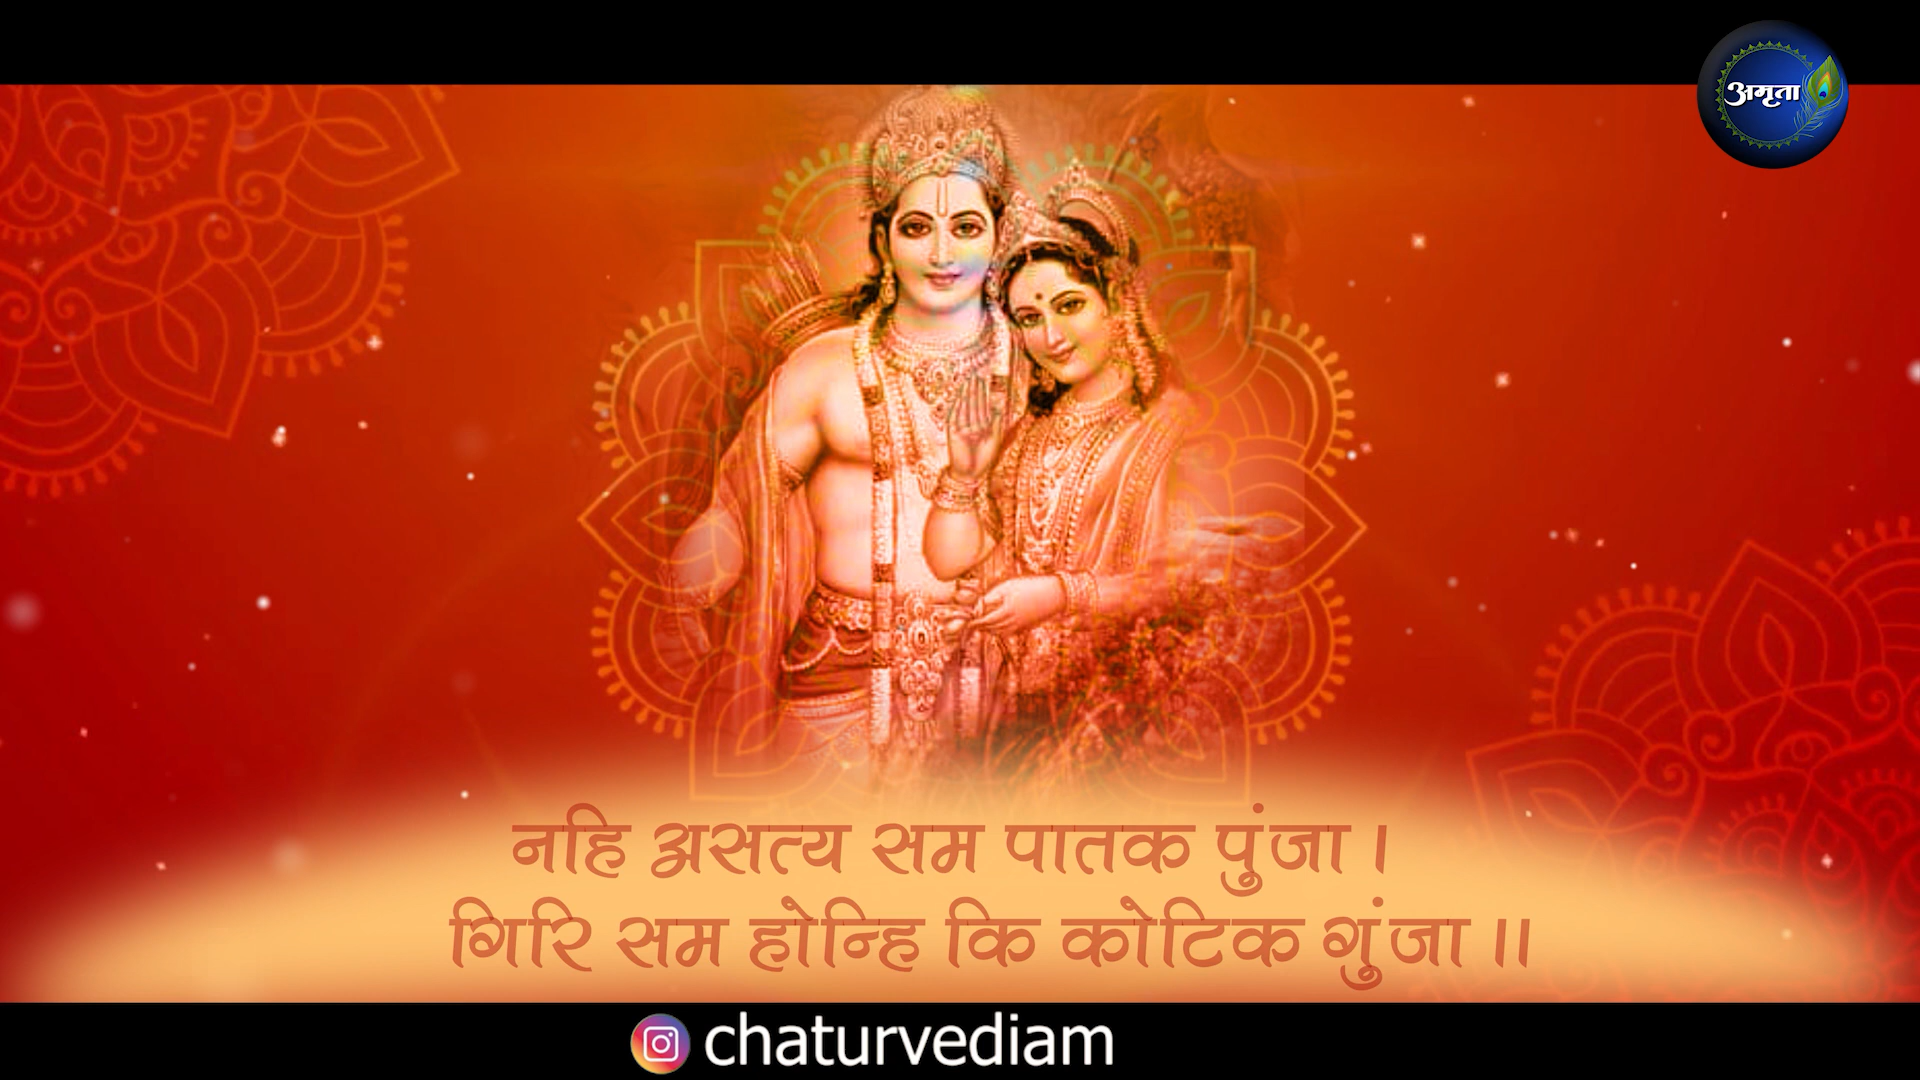 अमृता
नहि असत्य सम पातक पुंजा ।
गिरि सम होन्हि कि कोटिक गुंजा ।।
chaturvediam